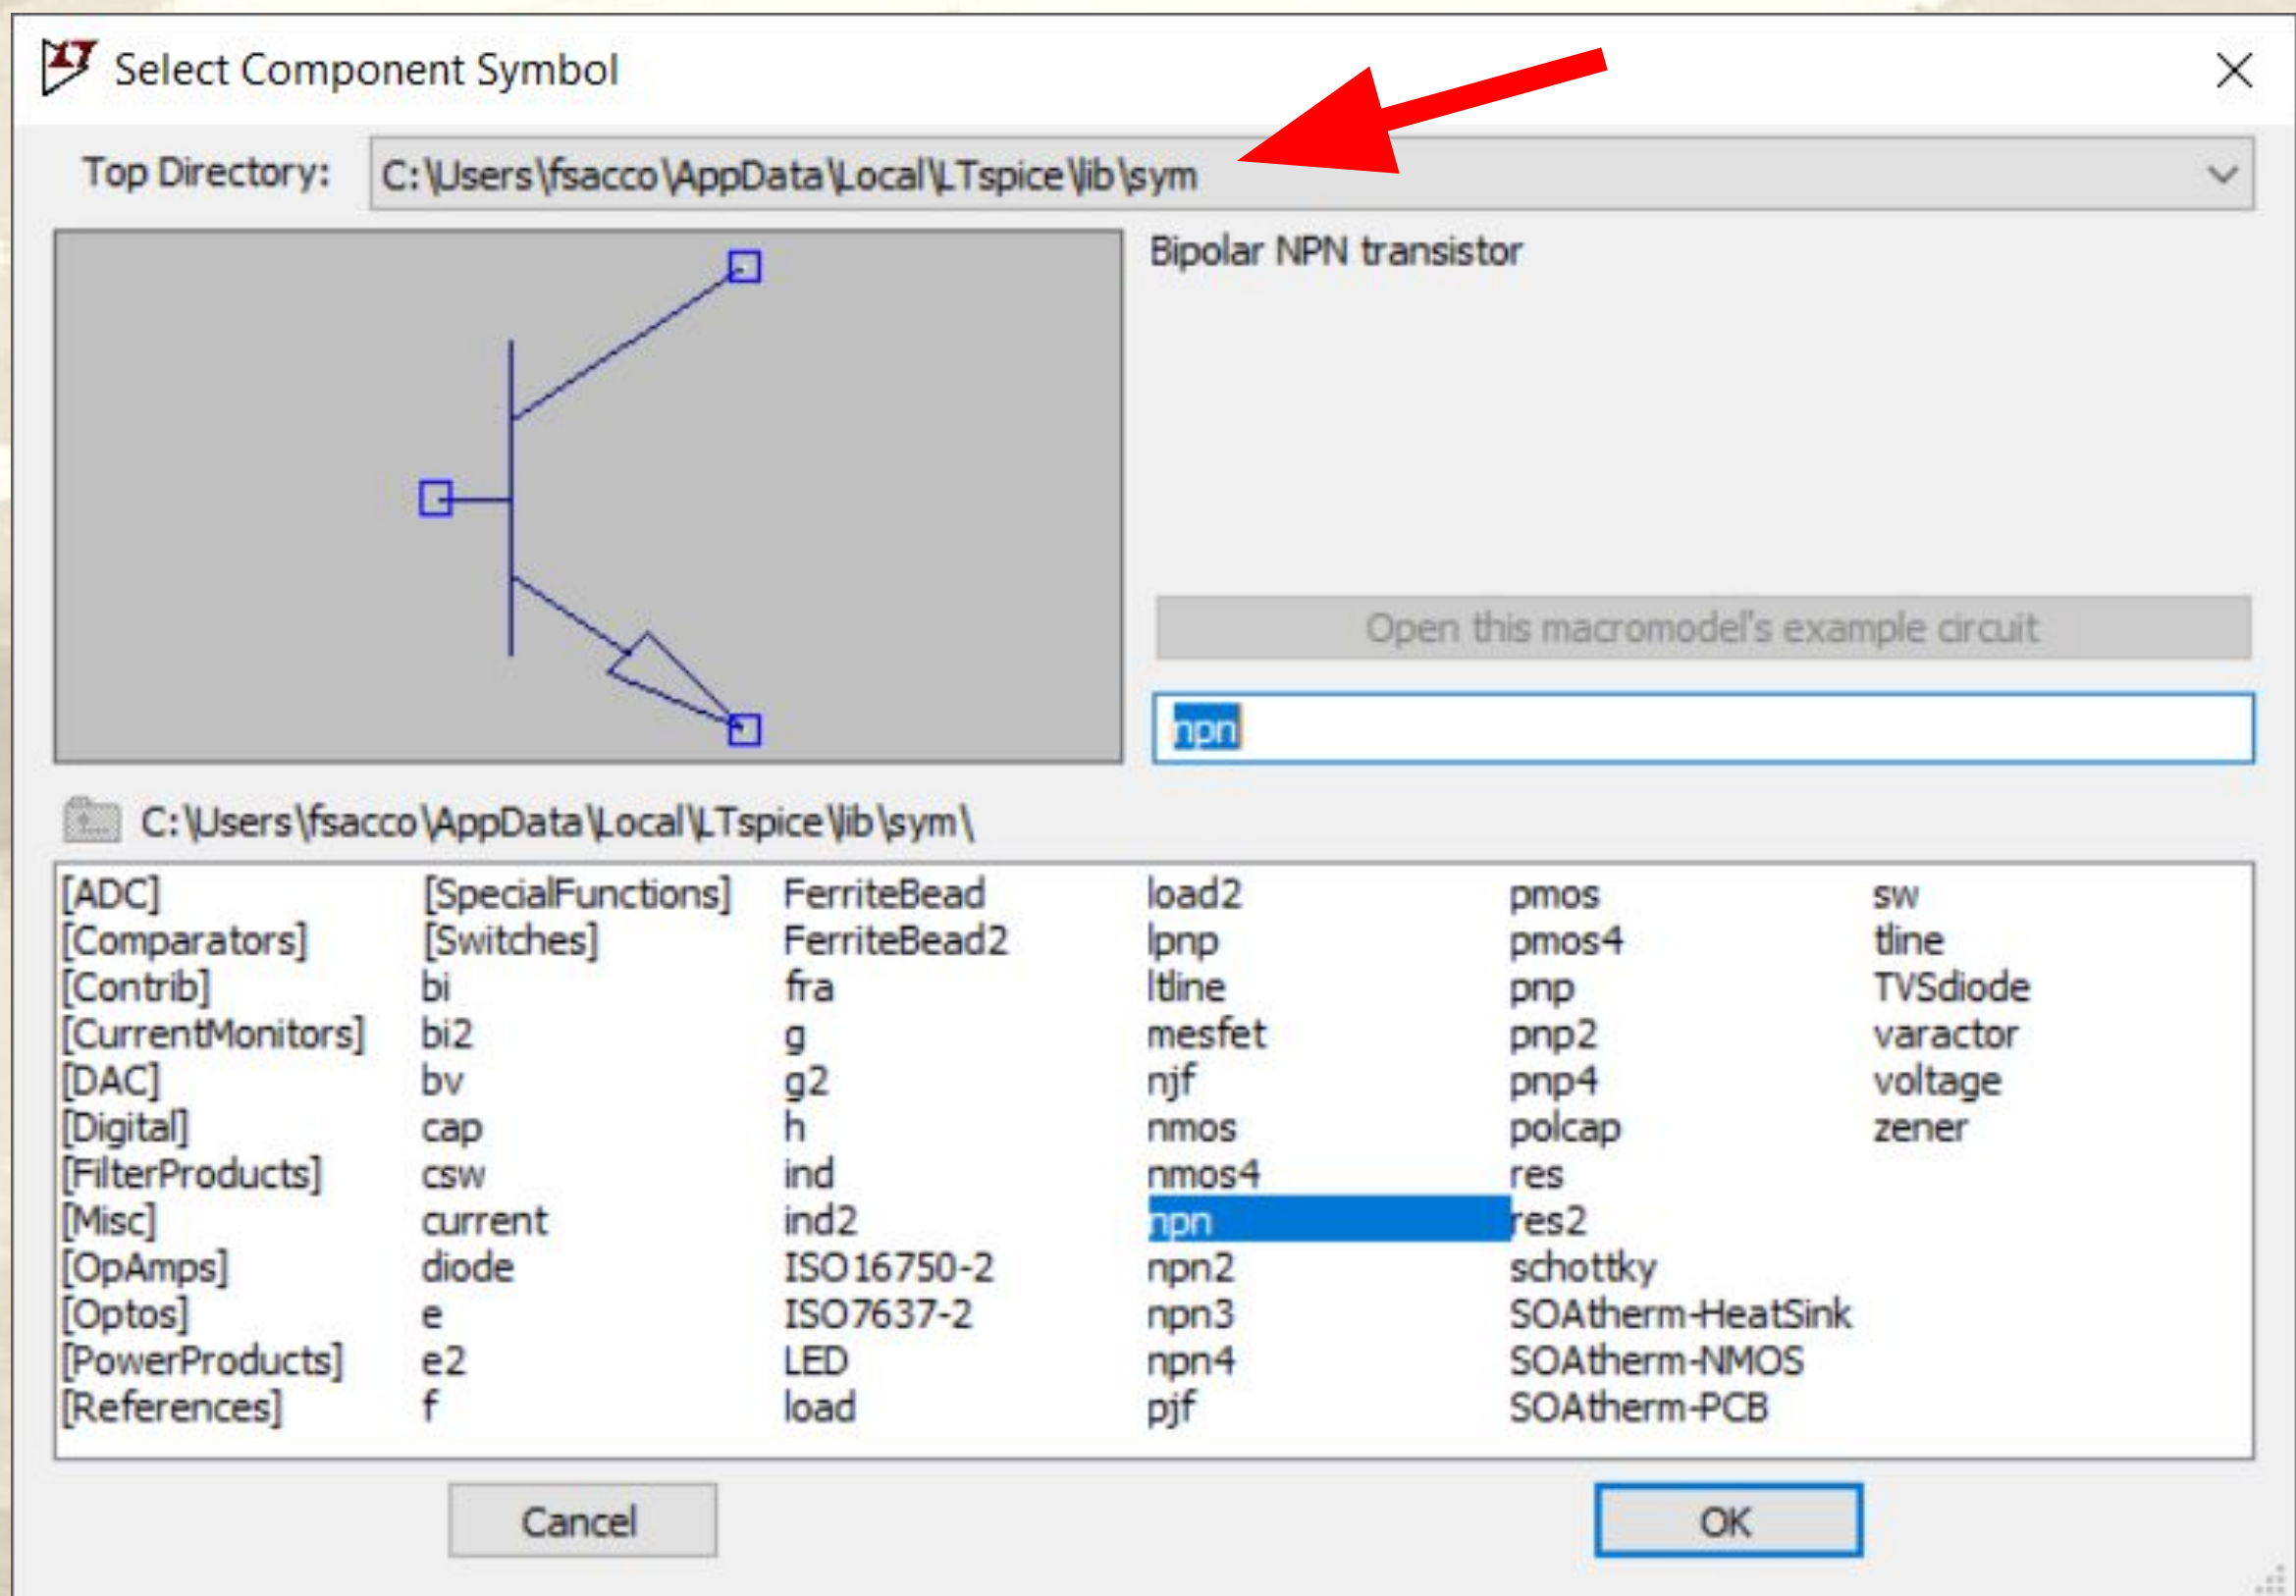 Select Component Symbol
Top Directory: C:\Users\fsacco\AppData\Local\LTspice\lib\sym
Bipolar NPN transistor
Open this macromodel's example circuit
npn
C:\Users\fsacco\AppData\Local\LTspice\lib\sym\
[ADC] [SpecialFunctions] FerriteBead load2 pmos sw
[Comparators] [Switches] FerriteBead2 lpnp pmos4 tline
[Contrib] bi fra ltline pnp TVSdiode
[CurrentMonitors] bi2 g mesfet pnp2 varactor
[DAC] bv g2 njf pnp4 voltage
[Digital] cap h nmos polcap zener
[FilterProducts] csw ind nmos4 res
[Misc] current ind2 npn res2
[OpAmps] diode ISO16750-2 npn2 schottky
[Optos] e ISO7637-2 npn3 SOAtherm-HeatSink
[PowerProducts] e2 LED npn4 SOAtherm-NMOS
[References] f load pjf SOAtherm-PCB
Cancel OK